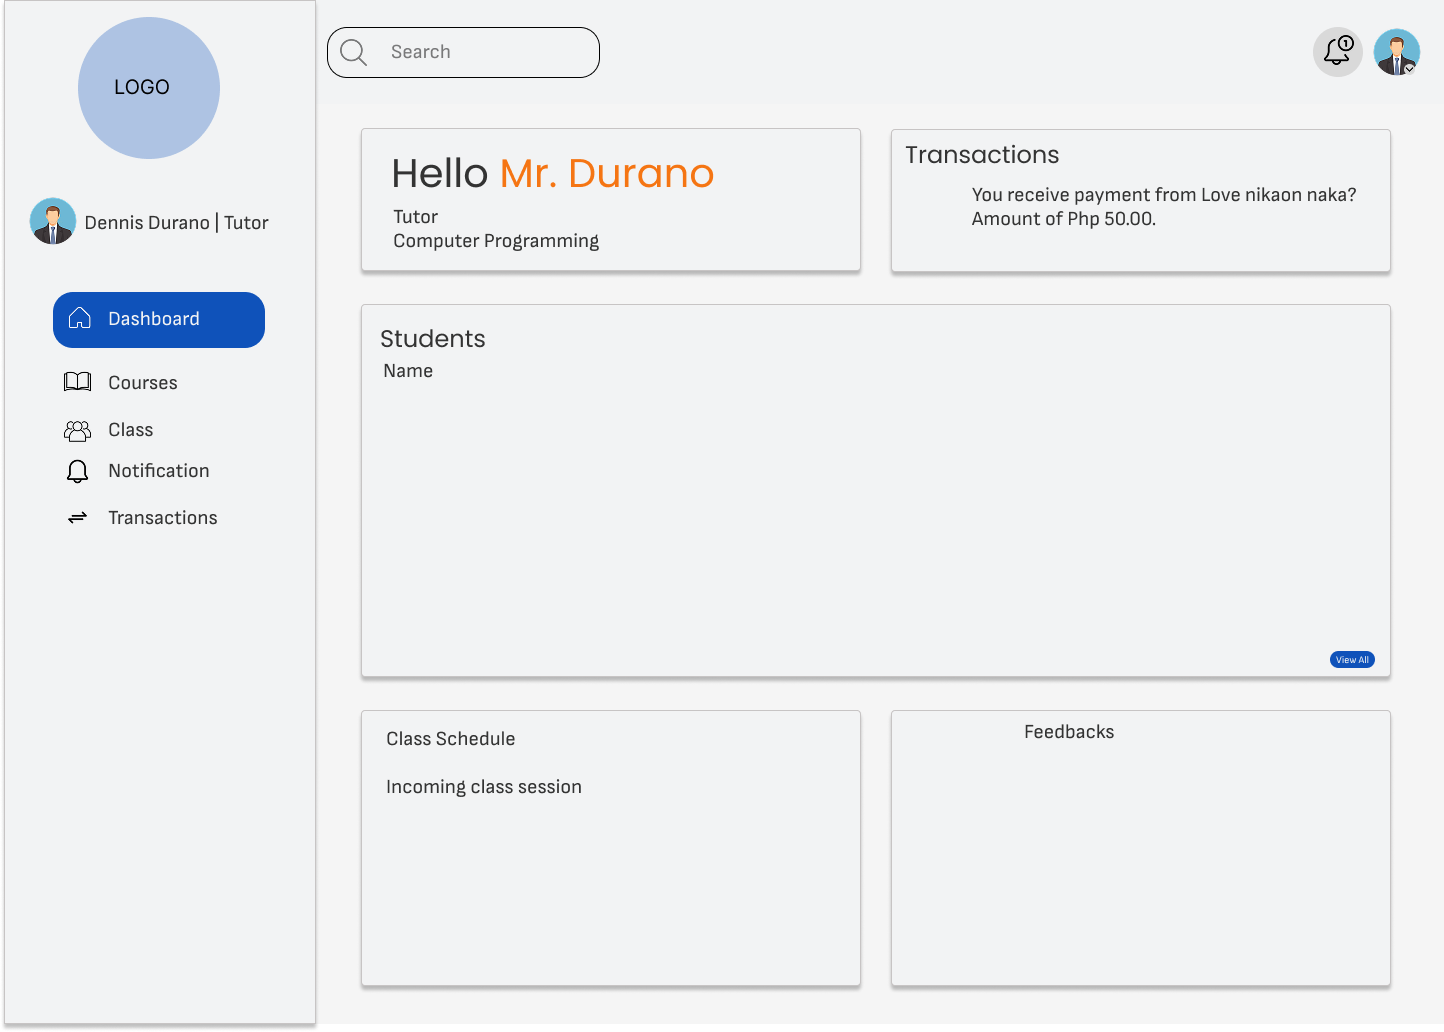 LOGO
Search
1
Dennis Durano | Tutor
Dashboard
Courses
Class
Notification
Transactions
Hello Mr. Durano
Tutor
Computer Programming
Transactions
You receive payment from Love nikaon naka?
Amount of Php 50.00.
Students
Name
View All
Class Schedule
Incoming class session
Feedbacks